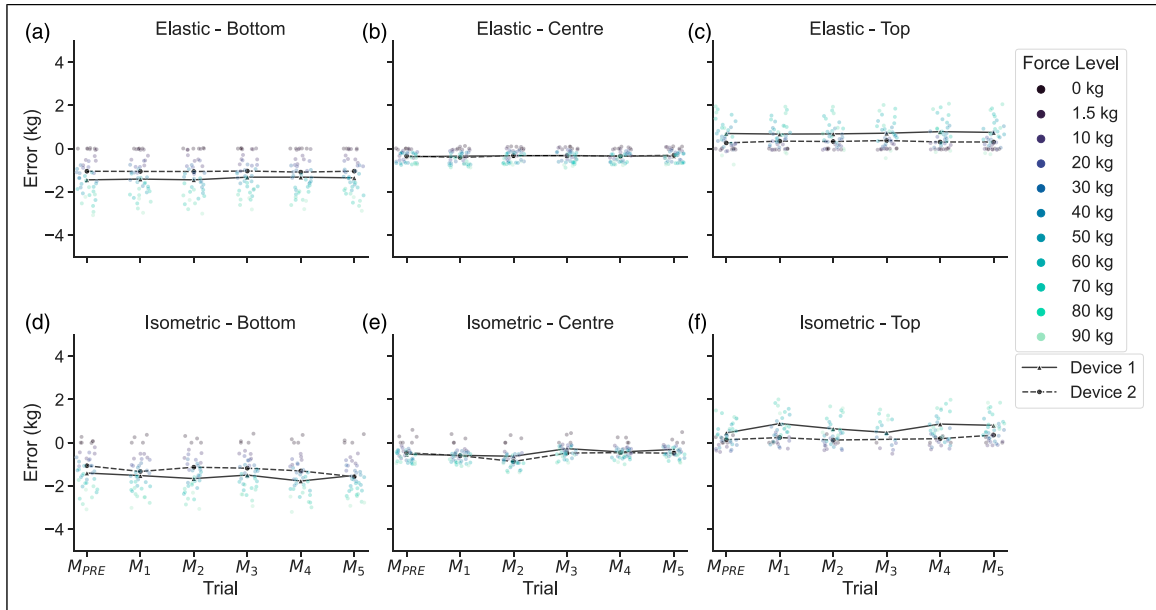 (a) Elastic - Bottom
(b) Elastic - Centre
(c) Elastic - Top
4
2
0
−2
−4
Error (kg)
Force Level
0 kg
1.5 kg
10 kg
20 kg
30 kg
40 kg
50 kg
60 kg
70 kg
80 kg
90 kg
Device 1
Device 2
(d) Isometric - Bottom
(e) Isometric - Centre
(f) Isometric - Top
4
2
0
−2
−4
Error (kg)
M_PRE M_1 M_2 M_3 M_4 M_5
Trial
M_PRE M_1 M_2 M_3 M_4 M_5
Trial
M_PRE M_1 M_2 M_3 M_4 M_5
Trial